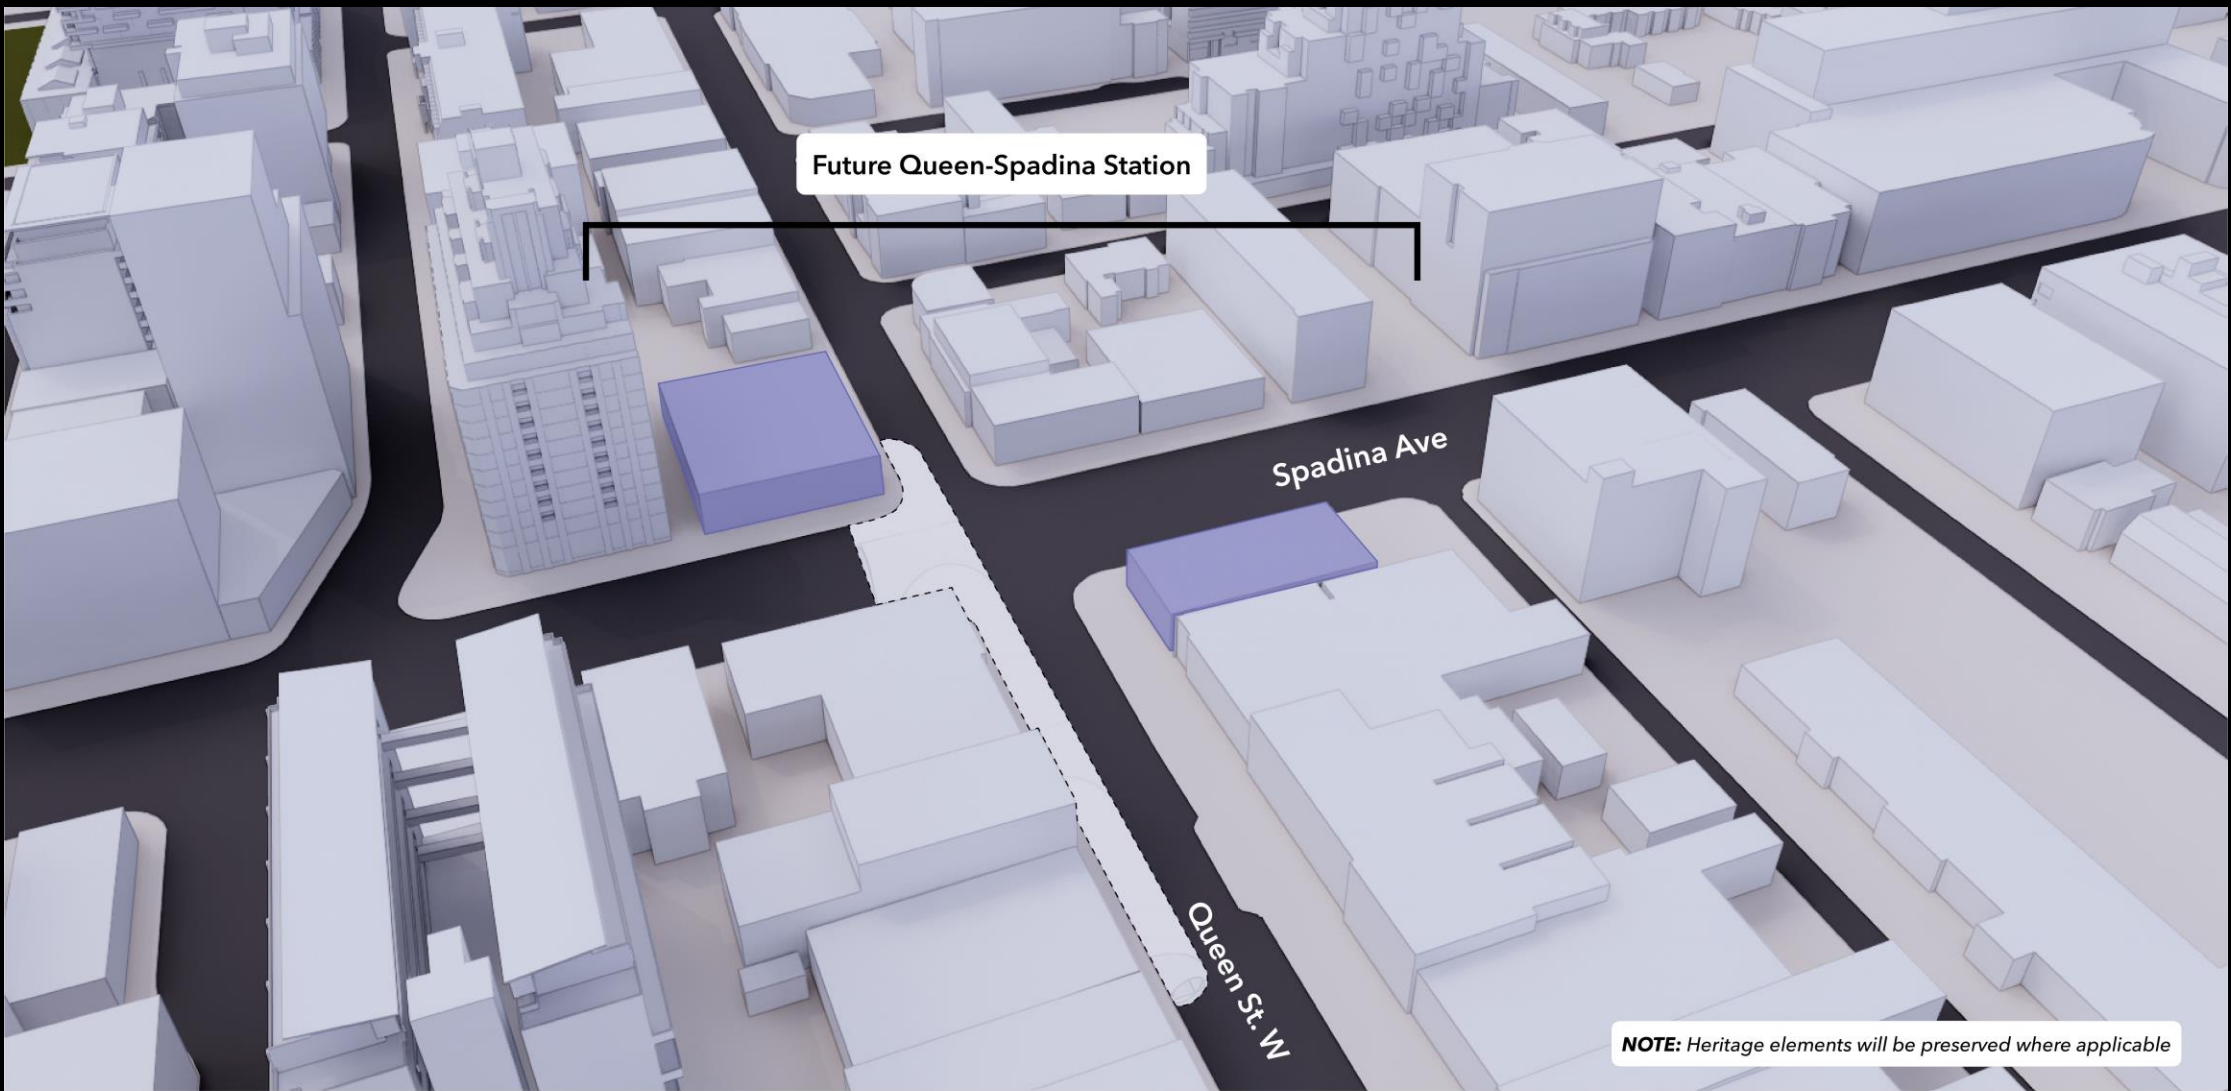 Future Queen-Spadina Station
Spadina Ave
Queen St. W
NOTE: Heritage elements will be preserved where applicable